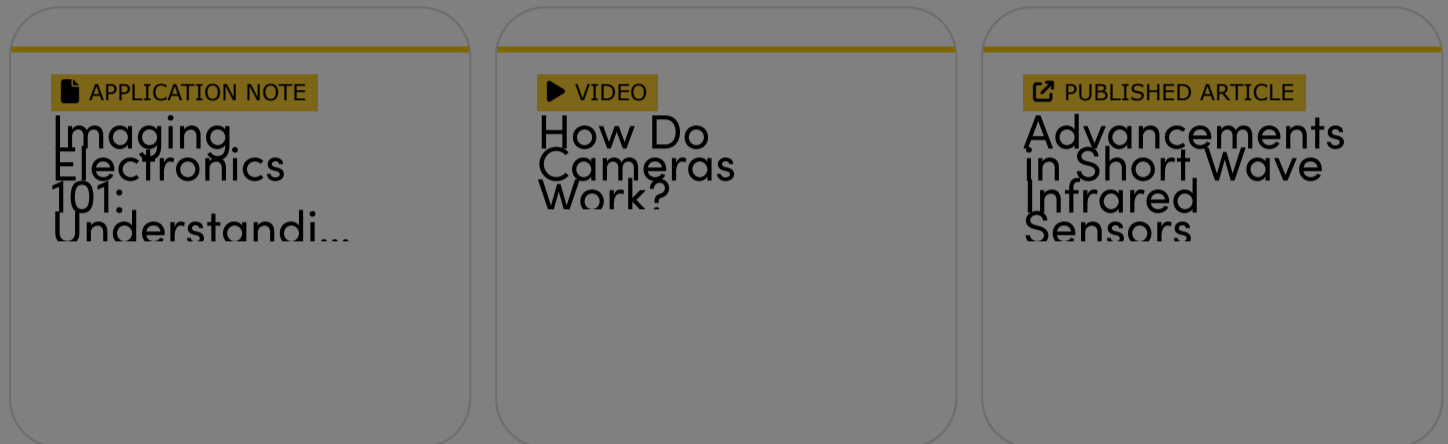 APPLICATION NOTE
Imaging
Electronics
101:
Understandi...
VIDEO
How Do
Cameras
Work?
PUBLISHED ARTICLE
Advancements
in Short Wave
Infrared
Sensors